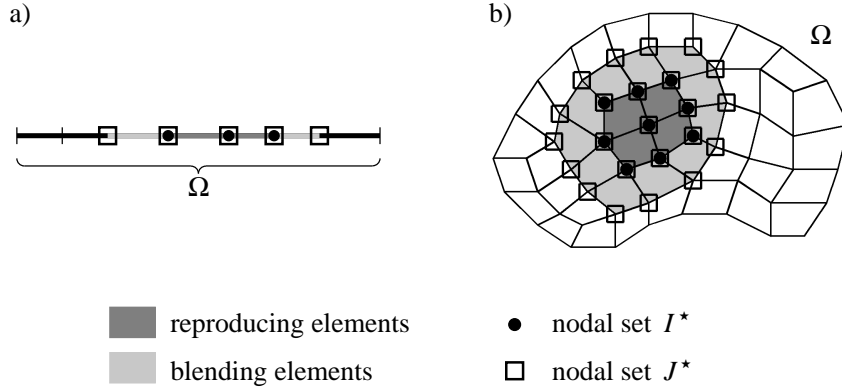 a)
b)
Ω
Ω
reproducing elements
nodal set I*
blending elements
nodal set J*